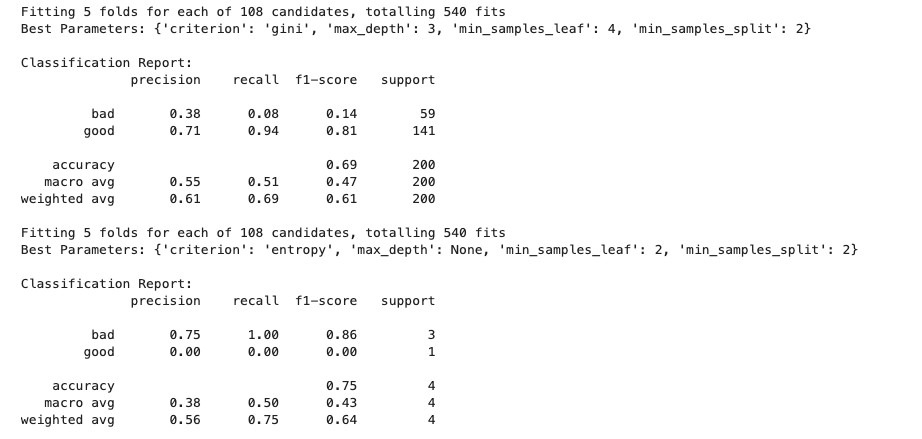 Fitting 5 folds for each of 108 candidates, totalling 540 fits
Best Parameters: {'criterion': 'gini', 'max_depth': 3, 'min_samples_leaf': 4, 'min_samples_split': 2}
Classification Report:
precision recall f1-score support
bad 0.38 0.08 0.14 59
good 0.71 0.94 0.81 141
accuracy 0.69 200
macro avg 0.55 0.51 0.47 200
weighted avg 0.61 0.69 0.61 200
Fitting 5 folds for each of 108 candidates, totalling 540 fits
Best Parameters: {'criterion': 'entropy', 'max_depth': None, 'min_samples_leaf': 2, 'min_samples_split': 2}
Classification Report:
precision recall f1-score support
bad 0.75 1.00 0.86 3
good 0.00 0.00 0.00 1
accuracy 0.75 4
macro avg 0.38 0.50 0.43 4
weighted avg 0.56 0.75 0.64 4